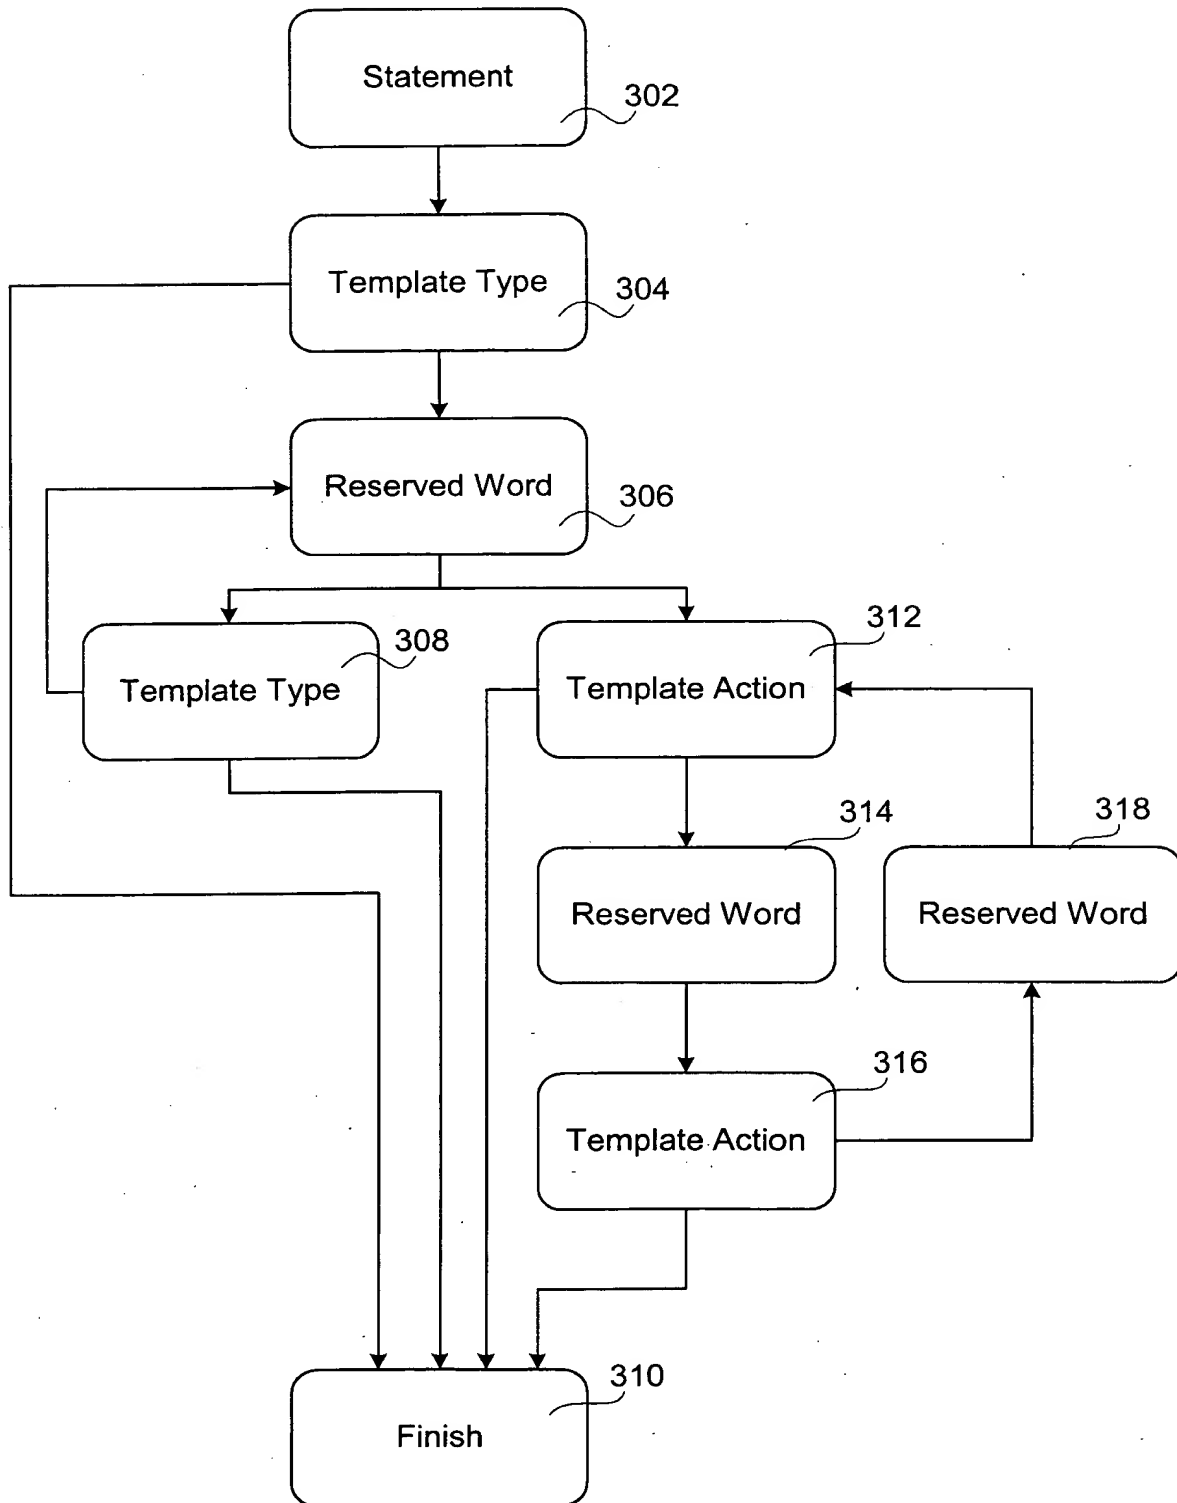 Statement
302
Template Type
304
Reserved Word
306
Template Type
308
Template Action
312
Reserved Word
314
Reserved Word
318
Template Action
316
Finish
310